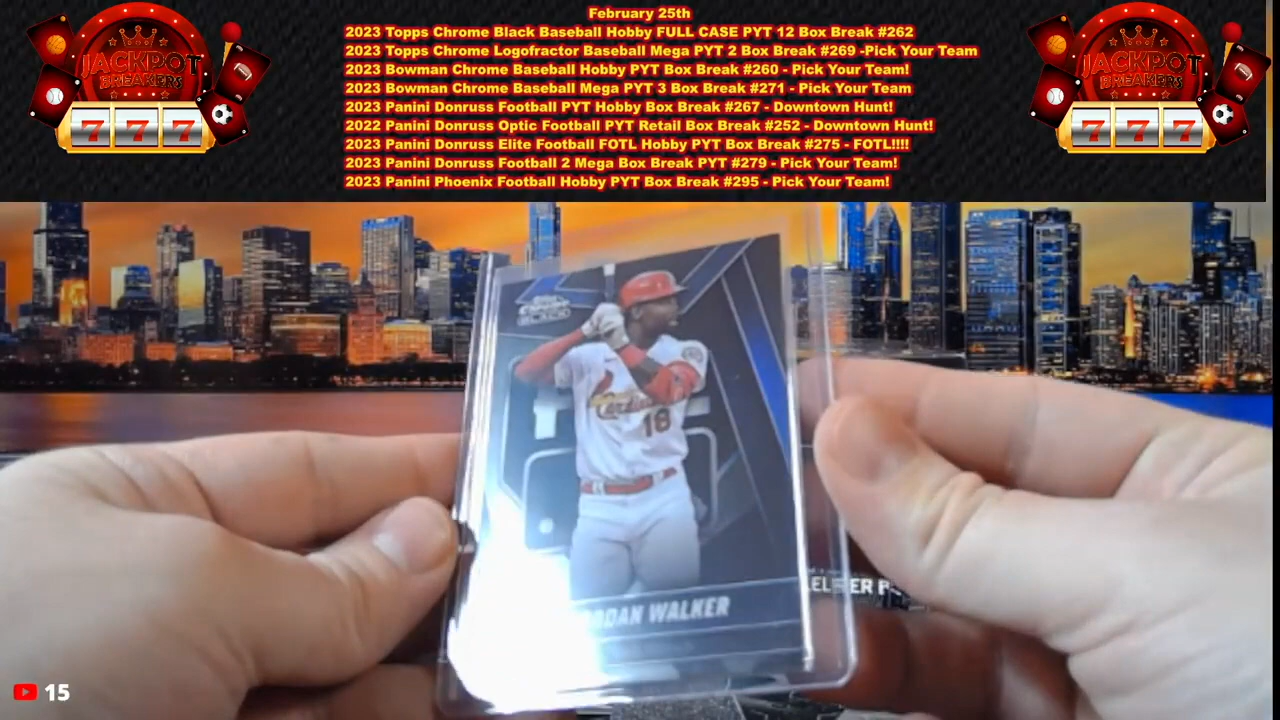 February 25th
2023 Topps Chrome Black Baseball Hobby FULL CASE PYT 12 Box Break #262
2023 Topps Chrome Logofractor Baseball Mega PYT 2 Box Break #269 -Pick Your Team
2023 Bowman Chrome Baseball Hobby PYT Box Break #260 - Pick Your Team!
2023 Bowman Chrome Baseball Mega PYT 3 Box Break #271 - Pick Your Team
2023 Panini Donruss Football PYT Hobby Box Break #267 - Downtown Hunt!
2022 Panini Donruss Optic Football PYT Retail Box Break #252 - Downtown Hunt!
2023 Panini Donruss Elite Football FOTL Hobby PYT Box Break #275 - FOTL!!!!
2023 Panini Donruss Football 2 Mega Box Break PYT #279 - Pick Your Team!
2023 Panini Phoenix Football Hobby PYT Box Break #295 - Pick Your Team!
JACKPOT
BREAKERS
7 7 7
JACKPOT
BREAKERS
7 7 7
Cardinals
18
WALKER
15